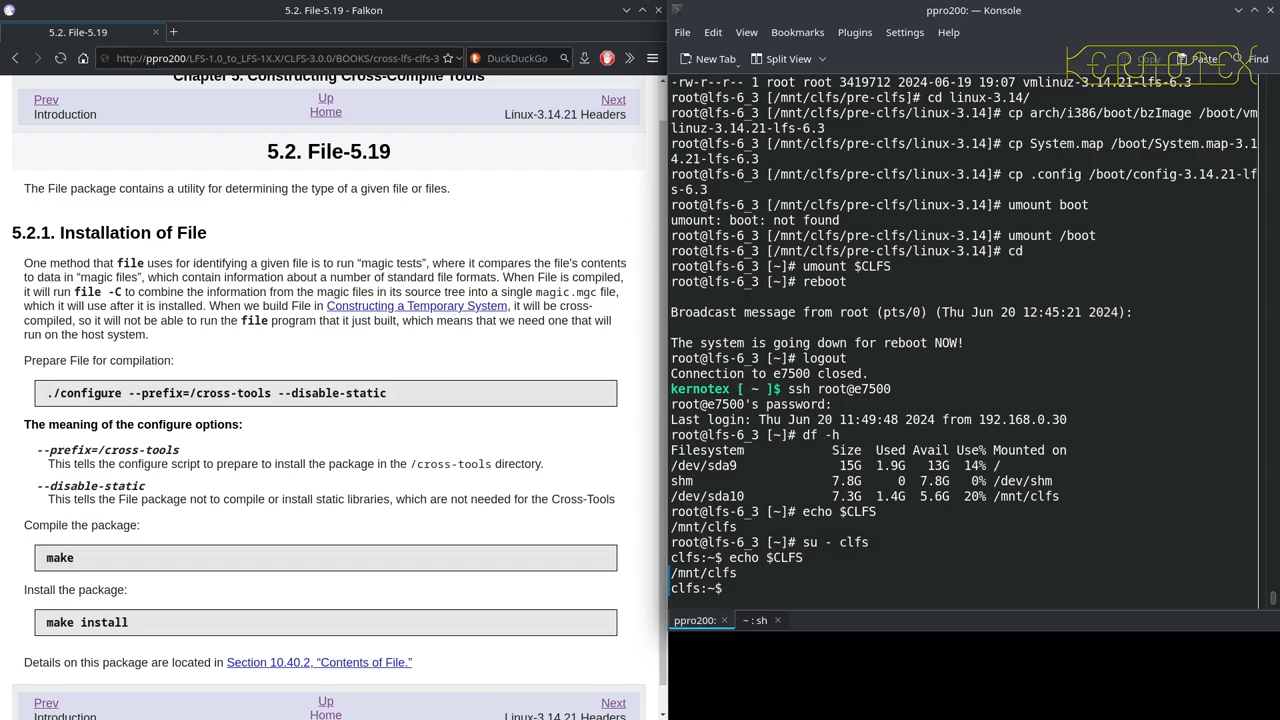 5.2. File-5.19 - Falkon
5.2. File-5.19
http://ppro200/LFS-1.0_to_LFS-1X.X/CLFS-3.0.0/BOOKS/cross-lfs-clfs-3
DuckDuckGo
Chapter 5. Constructing Cross-Compile Tools
Prev
Up
Next
Introduction
Home
Linux-3.14.21 Headers
5.2. File-5.19
The File package contains a utility for determining the type of a given file or files.
5.2.1. Installation of File
One method that file uses for identifying a given file is to run “magic tests”, where it compares the file's contents
to data in “magic files”, which contain information about a number of standard file formats. When File is compiled,
it will run file -C to combine the information from the magic files in its source tree into a single magic.mgc file,
which it will use after it is installed. When we build File in Constructing a Temporary System, it will be cross-
compiled, so it will not be able to run the file program that it just built, which means that we need one that will
run on the host system.
Prepare File for compilation:
./configure --prefix=/cross-tools --disable-static
The meaning of the configure options:
--prefix=/cross-tools
This tells the configure script to prepare to install the package in the /cross-tools directory.
--disable-static
This tells the File package not to compile or install static libraries, which are not needed for the Cross-Tools
Compile the package:
make
Install the package:
make install
Details on this package are located in Section 10.40.2, “Contents of File.”
Prev
Up
Next
Introduction
Home
Linux-3.14.21 Headers
ppro200: — Konsole
File Edit View Bookmarks Plugins Settings Help
New Tab
Split View
Copy
Paste
Find
KERNOTEX
-rw-r--r-- 1 root root 3419712 2024-06-19 19:07 vmlinuz-3.14.21-lfs-6.3
root@lfs-6_3 [/mnt/clfs/pre-clfs]# cd linux-3.14/
root@lfs-6_3 [/mnt/clfs/pre-clfs/linux-3.14]# cp arch/i386/boot/bzImage /boot/vm
linuz-3.14.21-lfs-6.3
root@lfs-6_3 [/mnt/clfs/pre-clfs/linux-3.14]# cp System.map /boot/System.map-3.1
4.21-lfs-6.3
root@lfs-6_3 [/mnt/clfs/pre-clfs/linux-3.14]# cp .config /boot/config-3.14.21-lf
s-6.3
root@lfs-6_3 [/mnt/clfs/pre-clfs/linux-3.14]# umount boot
umount: boot: not found
root@lfs-6_3 [/mnt/clfs/pre-clfs/linux-3.14]# umount /boot
root@lfs-6_3 [/mnt/clfs/pre-clfs/linux-3.14]# cd
root@lfs-6_3 [~]# umount $CLFS
root@lfs-6_3 [~]# reboot
Broadcast message from root (pts/0) (Thu Jun 20 12:45:21 2024):
The system is going down for reboot NOW!
root@lfs-6_3 [~]# logout
Connection to e7500 closed.
kernotex [ ~ ]$ ssh root@e7500
root@e7500's password:
Last login: Thu Jun 20 11:49:48 2024 from 192.168.0.30
root@lfs-6_3 [~]# df -h
Filesystem Size Used Avail Use% Mounted on
/dev/sda9 15G 1.9G 13G 14% /
shm 7.8G 0 7.8G 0% /dev/shm
/dev/sda10 7.3G 1.4G 5.6G 20% /mnt/clfs
root@lfs-6_3 [~]# echo $CLFS
/mnt/clfs
root@lfs-6_3 [~]# su - clfs
clfs:~$ echo $CLFS
/mnt/clfs
clfs:~$
ppro200:
~ : sh